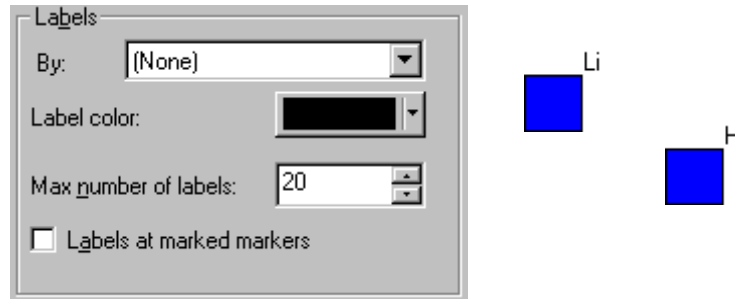 Labels
By: (None)
Label color:
Max number of labels: 20
Labels at marked markers
Li
H